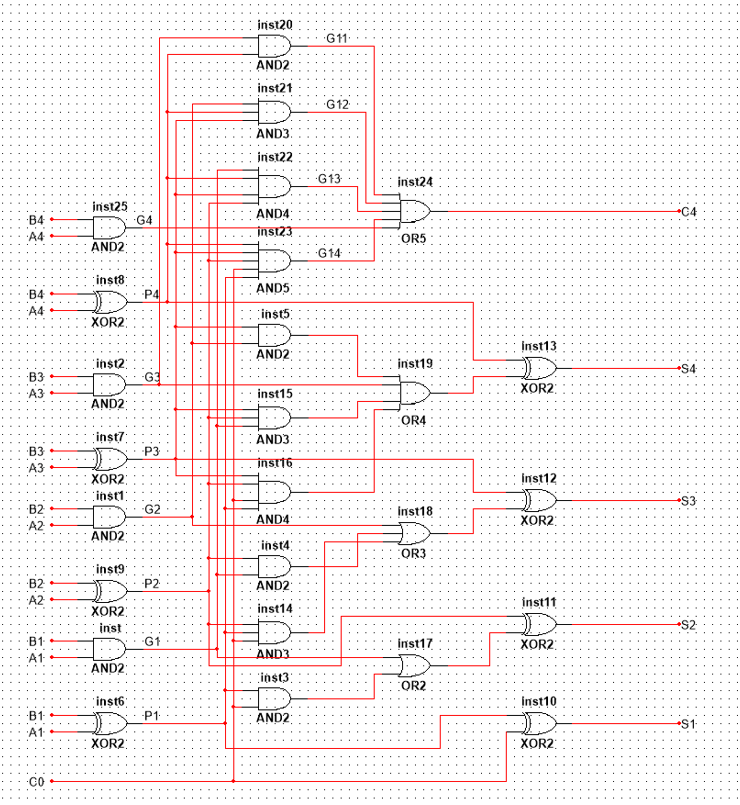 inst20
G11
AND2
inst21
G12
AND3
inst22
G13
inst24
AND4
inst25
B4
G4
C4
A4
AND2
inst23
OR5
G14
inst8
AND5
B4
P4
A4
XOR2
inst5
inst13
AND2
inst2
inst19
B3
G3
S4
A3
XOR2
AND2
inst15
OR4
inst7
AND3
B3
P3
A3
inst16
XOR2
inst12
inst1
S3
B2
G2
inst18
A2
AND4
XOR2
AND2
inst4
OR3
inst9
B2
P2
AND2
A2
XOR2
inst14
inst11
inst
B1
G1
S2
inst17
A1
AND3
XOR2
AND2
inst3
OR2
inst6
inst10
B1
P1
AND2
S1
A1
XOR2
XOR2
C0